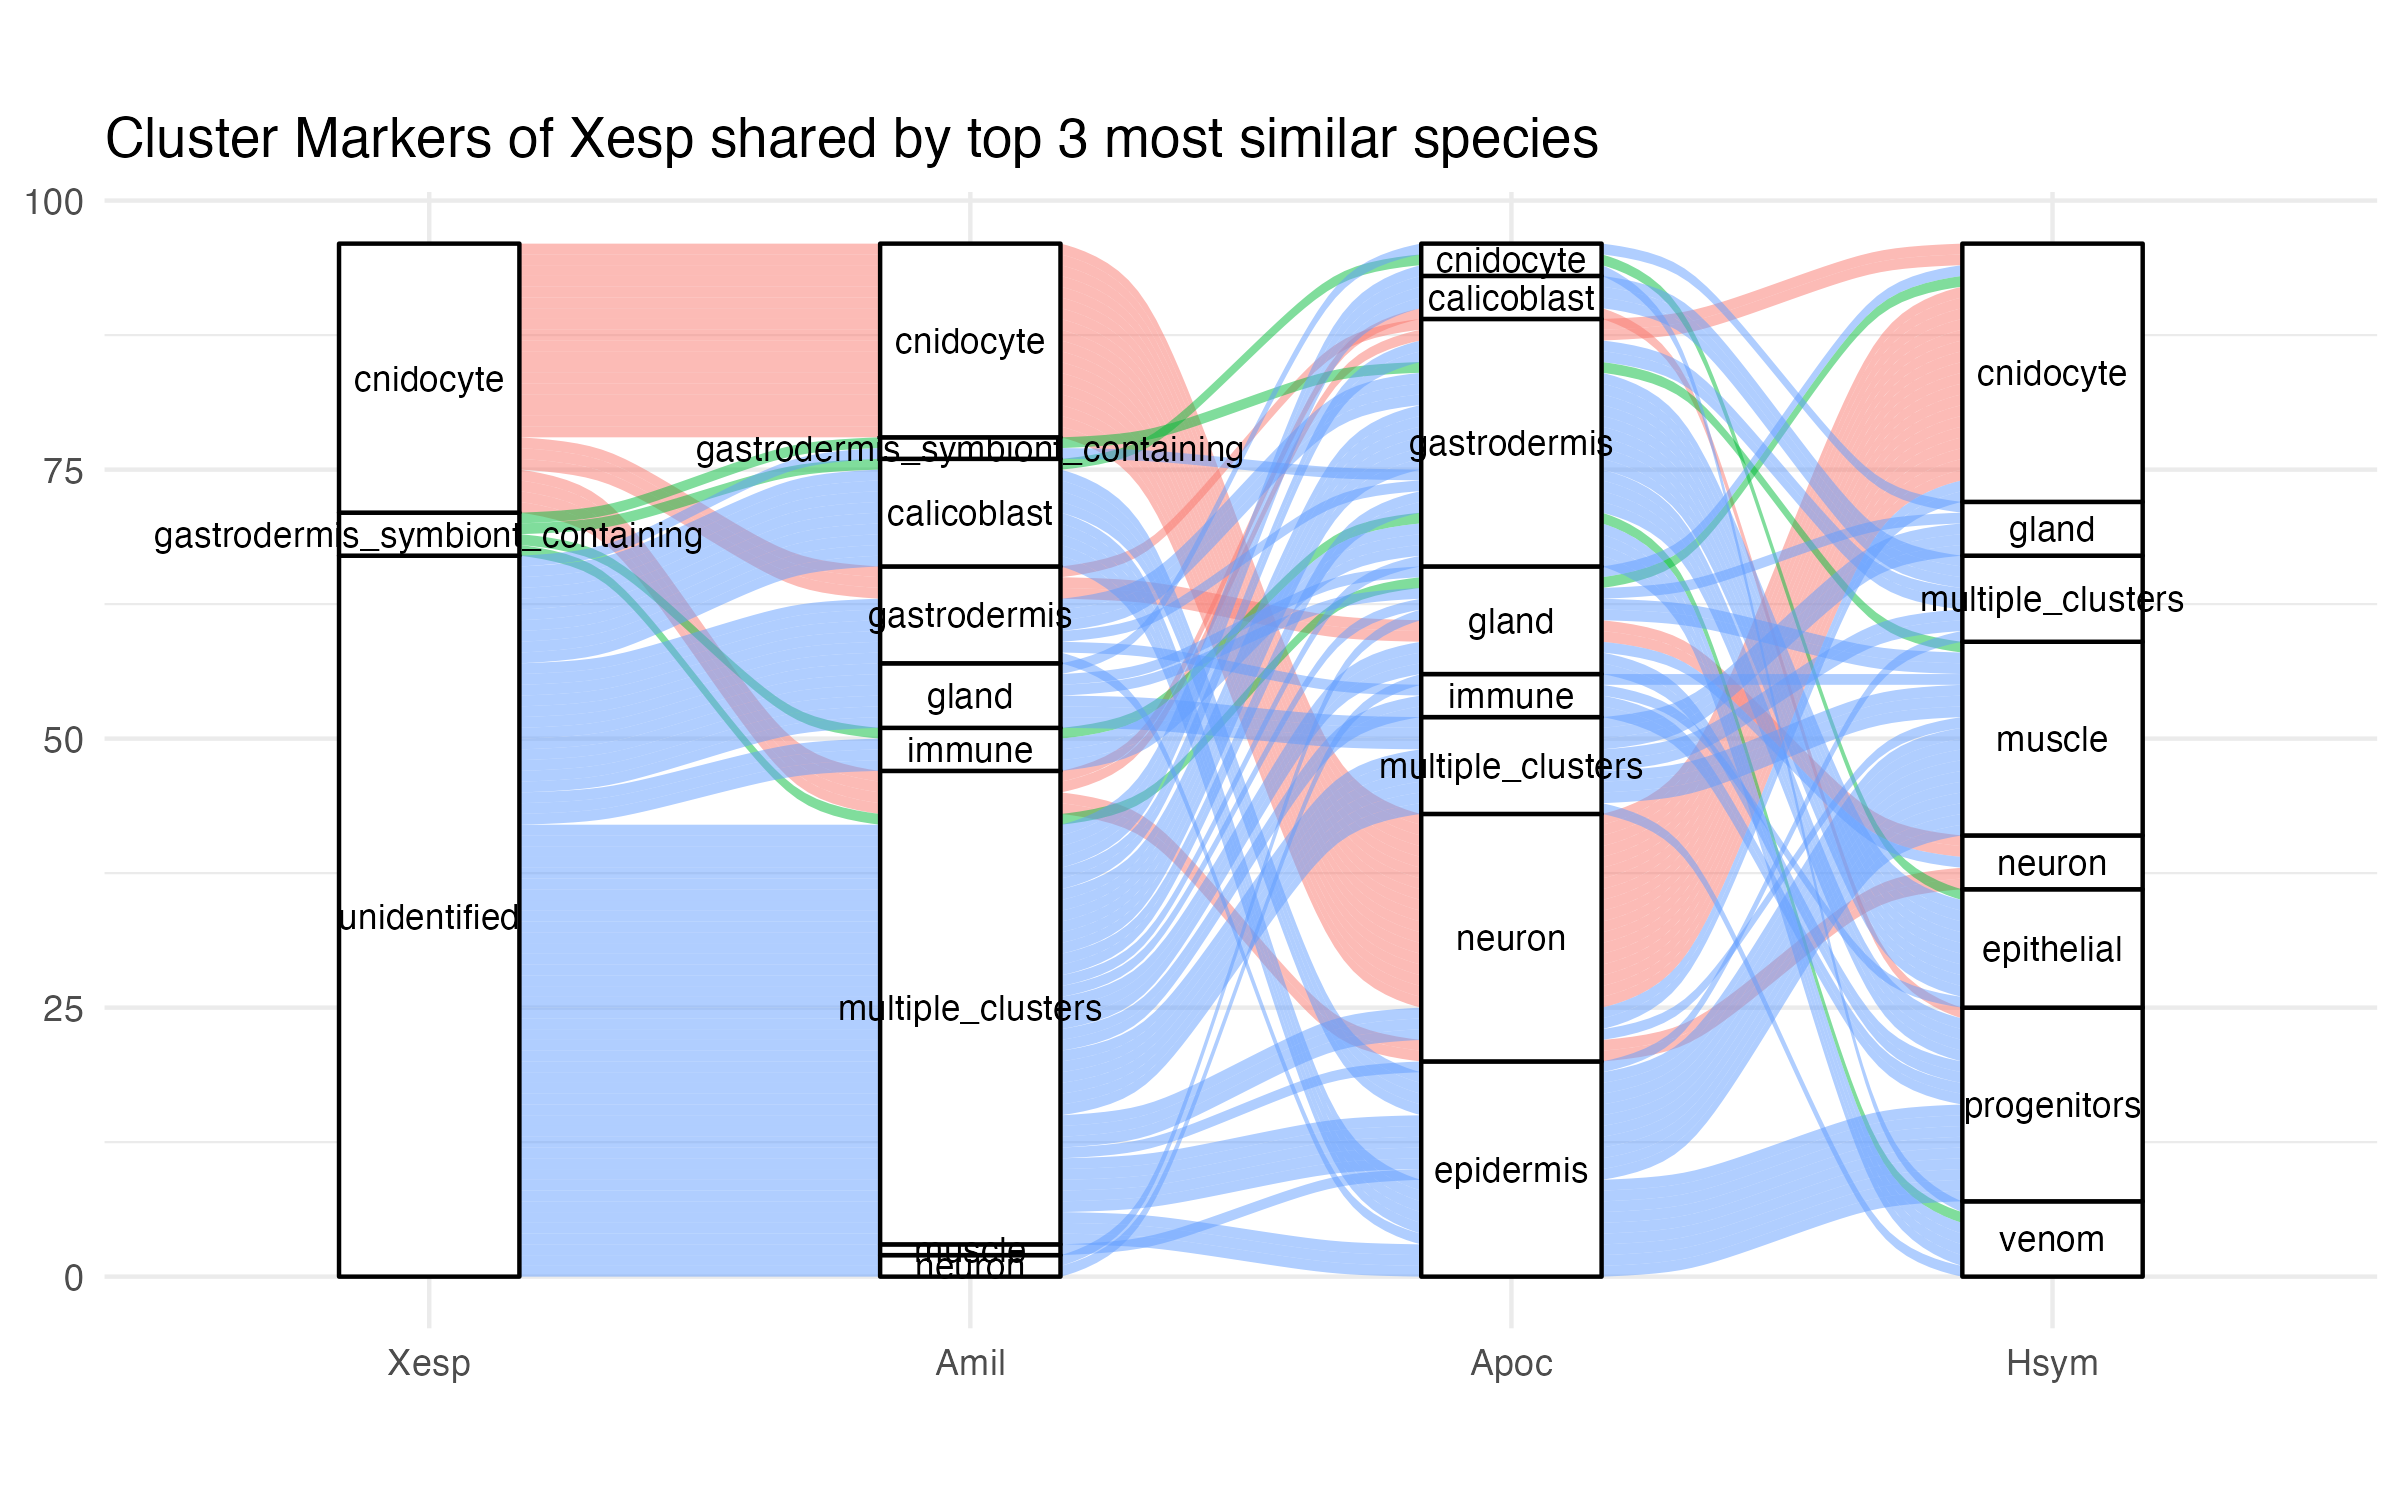 Cluster Markers of Xesp shared by top 3 most similar species
100
75
50
25
0
cnidocyte
gastrodermis_symbiont_containing
unidentified
cnidocyte
gastrodermis_symbiont_containing
calicoblast
gastrodermis
gland
immune
multiple_clusters
muscle
neuron
cnidocyte
calicoblast
gastrodermis
gland
immune
multiple_clusters
neuron
epidermis
cnidocyte
gland
multiple_clusters
muscle
neuron
epithelial
progenitors
venom
Xesp
Amil
Apoc
Hsym